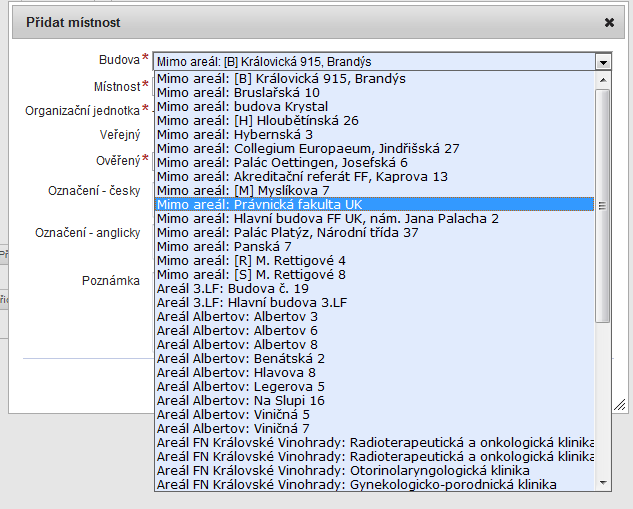 Přidat místnost
Budova * Mimo areál: [B] Královická 915, Brandýs
Místnost *
Organizační jednotka *
Veřejný
Ověřený *
Označení - česky
Označení - anglicky
Poznámka
Mimo areál: [B] Královická 915, Brandýs
Mimo areál: Bruslařská 10
Mimo areál: budova Krystal
Mimo areál: [H] Hloubětínská 26
Mimo areál: Hybernská 3
Mimo areál: Collegium Europaeum, Jindřišská 27
Mimo areál: Palác Oettingen, Josefská 6
Mimo areál: Akreditační referát FF, Kaprova 13
Mimo areál: [M] Myslíkova 7
Mimo areál: Právnická fakulta UK
Mimo areál: Hlavní budova FF UK, nám. Jana Palacha 2
Mimo areál: Palác Platýz, Národní třída 37
Mimo areál: Panská 7
Mimo areál: [R] M. Rettigové 4
Mimo areál: [S] M. Rettigové 8
Areál 3.LF: Budova č. 19
Areál 3.LF: Hlavní budova 3.LF
Areál Albertov: Albertov 3
Areál Albertov: Albertov 6
Areál Albertov: Albertov 8
Areál Albertov: Benátská 2
Areál Albertov: Hlavova 8
Areál Albertov: Legerova 5
Areál Albertov: Na Slupi 16
Areál Albertov: Viničná 5
Areál Albertov: Viničná 7
Areál FN Královské Vinohrady: Radioterapeutická a onkologická klinika
Areál FN Královské Vinohrady: Radioterapeutická a onkologická klinika
Areál FN Královské Vinohrady: Otorinolaryngologická klinika
Areál FN Královské Vinohrady: Gynekologicko-porodnická klinika